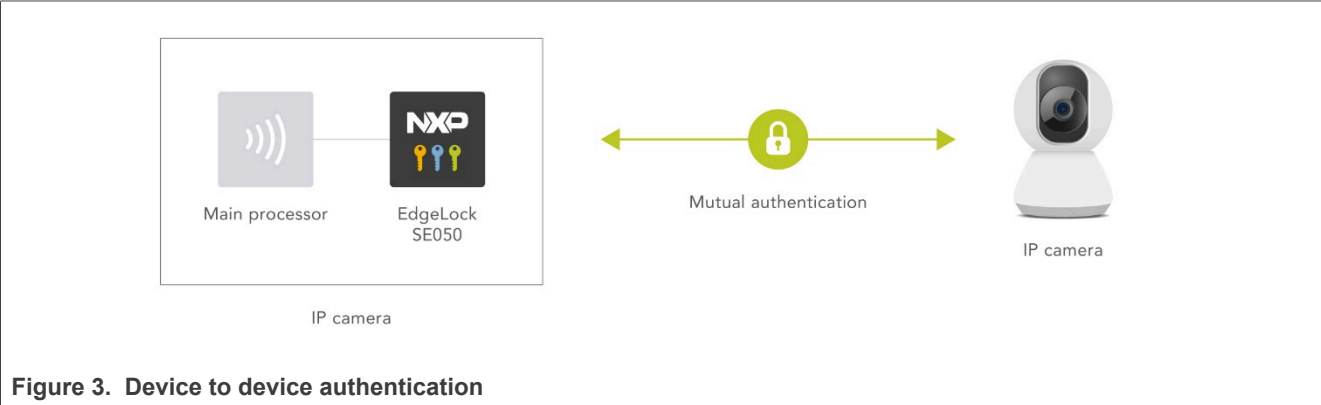 NXP
Main processor
EdgeLock
SE050
IP camera
Mutual authentication
IP camera
Figure 3. Device to device authentication